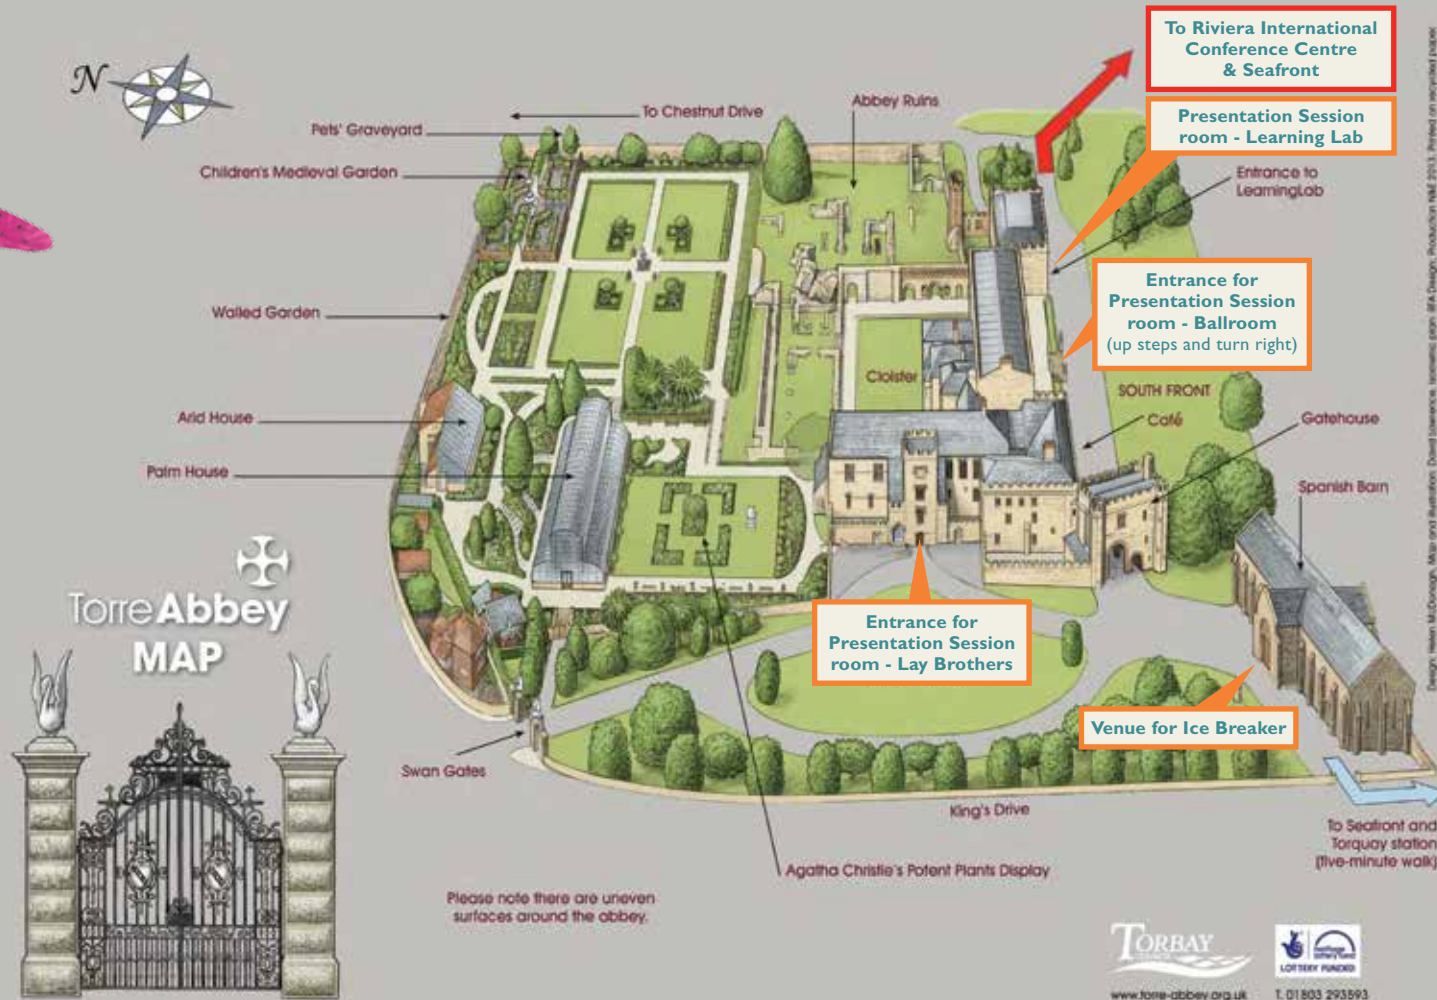 To Riviera International
Conference Centre
& Seafront
N
Abbey Ruins
To Chestnut Drive
Presentation Session
room - Learning Lab
Pets' Graveyard
Children's Medieval Garden
Entrance to
LearningLab
Entrance for
Presentation Session
room - Ballroom
(up steps and turn right)
Walled Garden
Cloister
SOUTH FRONT
Café
Gatehouse
Arid House
Palm House
Spanish Barn
TorreAbbey
MAP
Entrance for
Presentation Session
room - Lay Brothers
Venue for Ice Breaker
Swan Gates
King's Drive
To Seafront and
Torquay station
(five-minute walk)
Agatha Christie's Potent Plants Display
Please note there are uneven
surfaces around the abbey.
TORBAY
LOTTERY FUNDED
www.torre-abbey.org.uk
T. 01803 293593